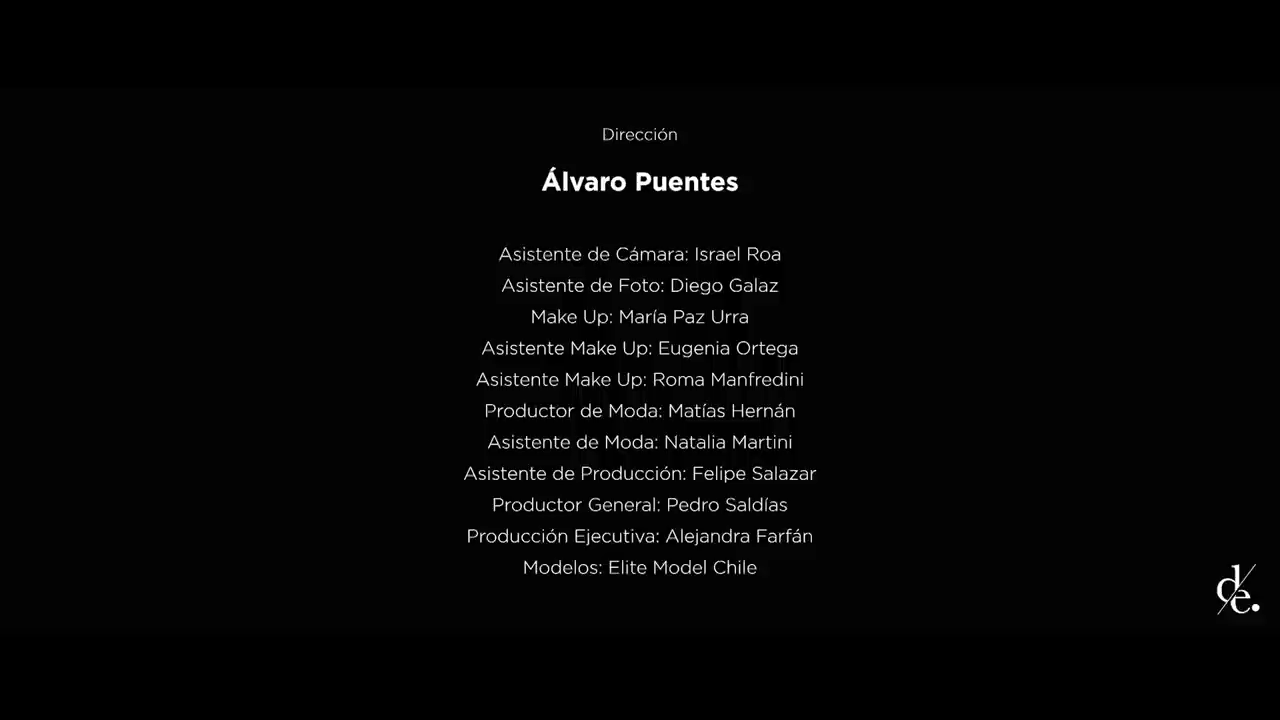 Dirección
Álvaro Puentes
Asistente de Cámara: Israel Roa
Asistente de Foto: Diego Galaz
Make Up: María Paz Urra
Asistente Make Up: Eugenia Ortega
Asistente Make Up: Roma Manfredini
Productor de Moda: Matías Hernán
Asistente de Moda: Natalia Martini
Asistente de Producción: Felipe Salazar
Productor General: Pedro Saldías
Producción Ejecutiva: Alejandra Farfán
Modelos: Elite Model Chile
d/e.